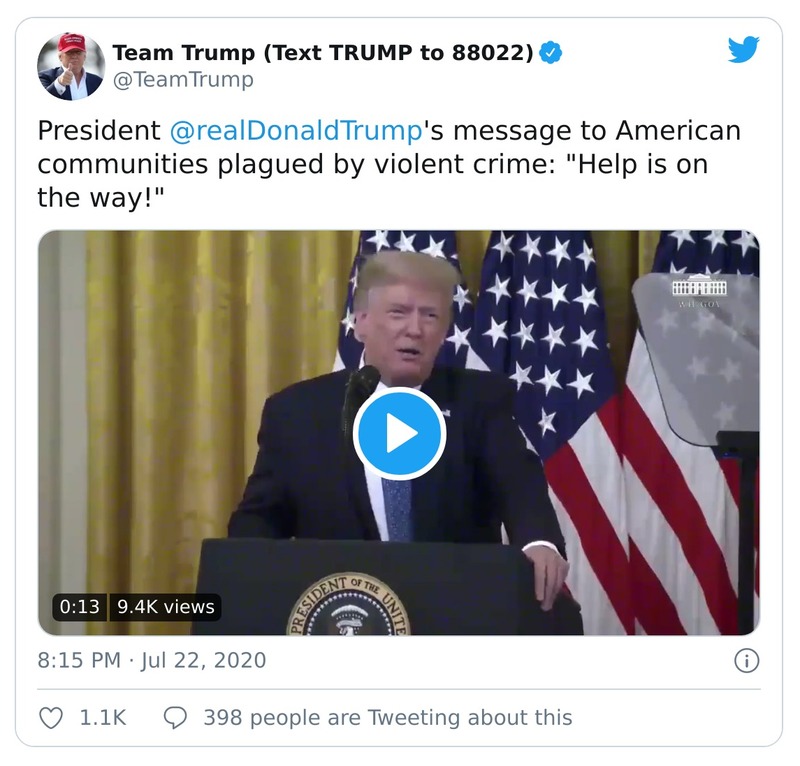 Team Trump (Text TRUMP to 88022)
@TeamTrump
President @realDonaldTrump's message to American
communities plagued by violent crime: "Help is on
the way!"
WH.GOV
PRESIDENT OF THE UNITE
0:13 9.4K views
8:15 PM · Jul 22, 2020
1.1K 398 people are Tweeting about this